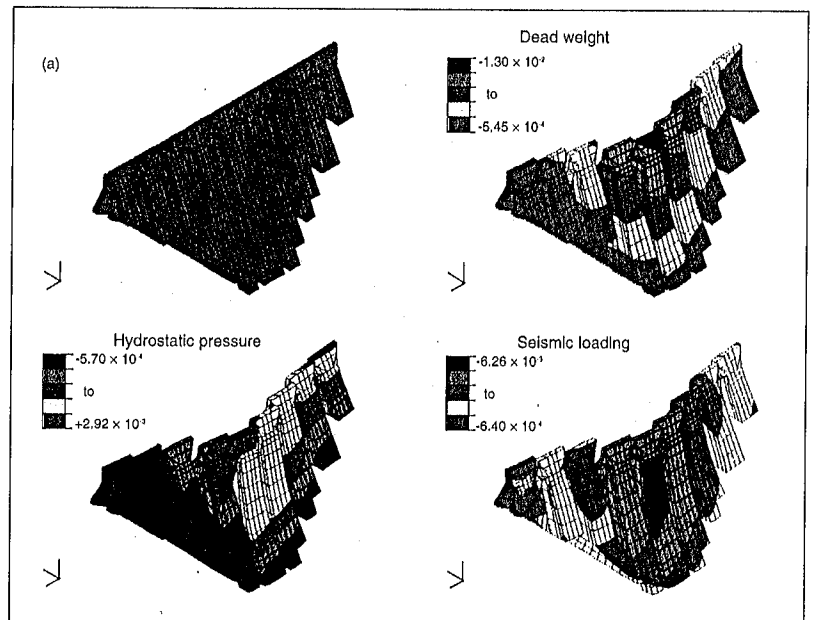 (a)
Dead weight
-1.30 × 10⁻²
to
-5.45 × 10⁻⁴
Hydrostatic pressure
-5.70 × 10⁻⁴
to
+2.92 × 10⁻³
Seismic loading
-6.26 × 10⁻³
to
-6.40 × 10⁻⁴